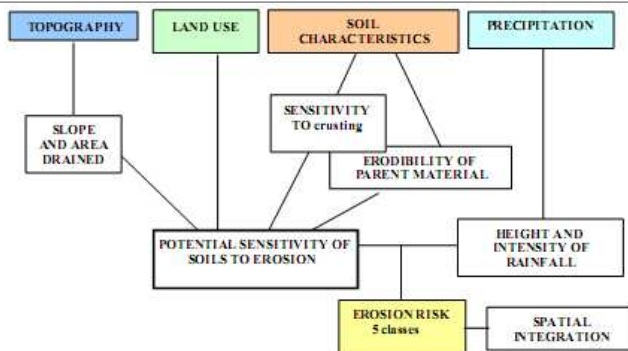 TOPOGRAPHY
LAND USE
SOIL
CHARACTERISTICS
PRECIPITATION
SLOPE
AND AREA
DRAINED
SENSITIVITY
TO crusting
ERODIBILITY OF
PARENT MATERIAL
POTENTIAL SENSITIVITY OF
SOILS TO EROSION
HEIGHT AND
INTENSITY OF
RAINFALL
EROSION RISK
5 classes
SPATIAL
INTEGRATION